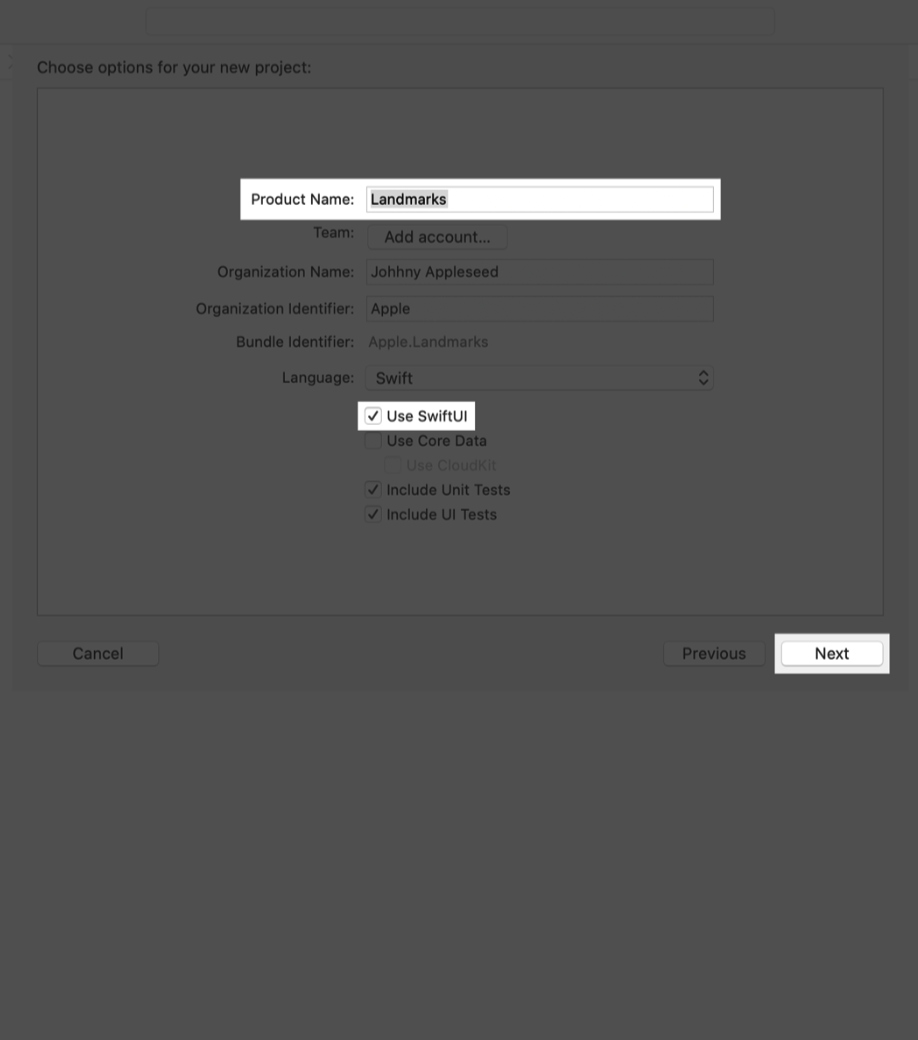 Choose options for your new project:
Product Name: Landmarks
Team: Add account...
Organization Name: Johhny Appleseed
Organization Identifier: Apple
Bundle Identifier: Apple.Landmarks
Language: Swift
Use SwiftUI
Use Core Data
Use CloudKit
Include Unit Tests
Include UI Tests
Cancel Previous Next